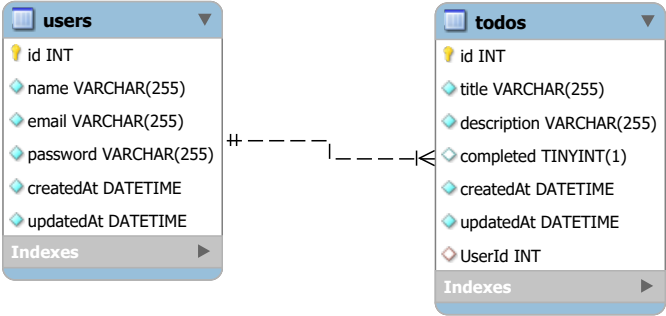 users
id INT
name VARCHAR(255)
email VARCHAR(255)
password VARCHAR(255)
createdAt DATETIME
updatedAt DATETIME
Indexes
todos
id INT
title VARCHAR(255)
description VARCHAR(255)
completed TINYINT(1)
createdAt DATETIME
updatedAt DATETIME
UserId INT
Indexes